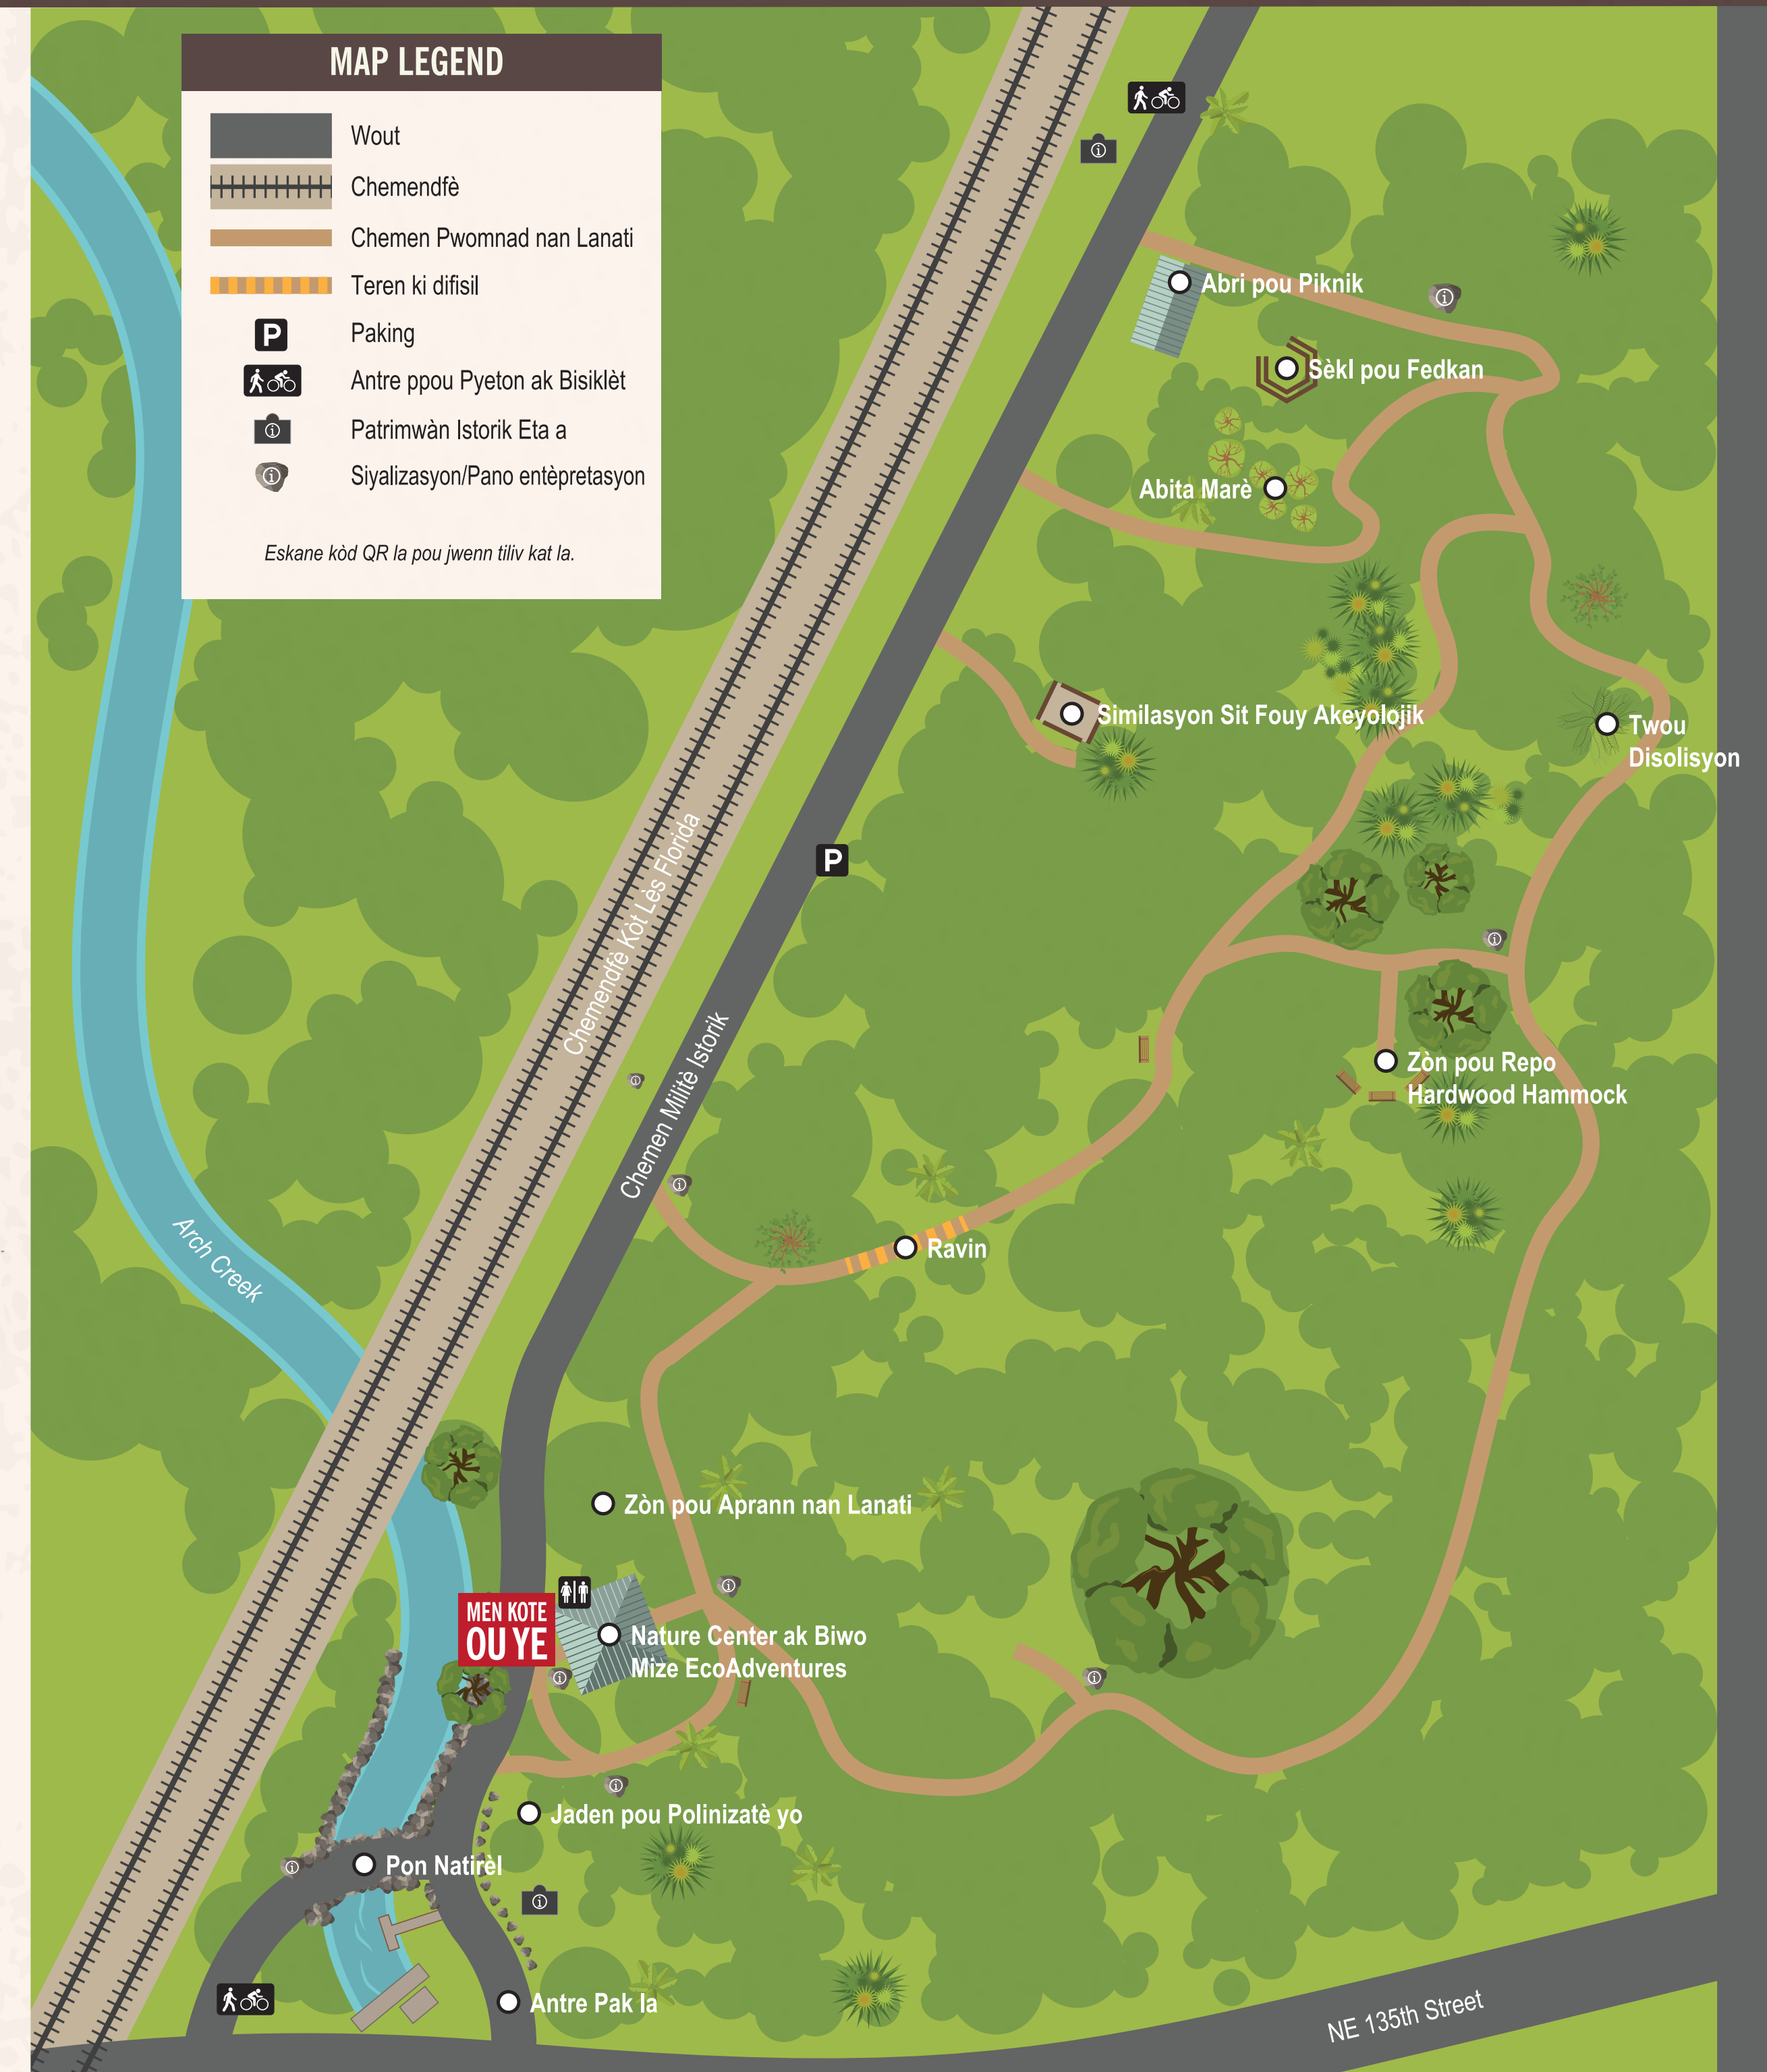 MAP LEGEND
Wout
Chemendfè
Chemen Pwomnad nan Lanati
Teren ki difisil
P
Paking
Antre ppou Pyeton ak Bisiklèt
Patrimwàn Istorik Eta a
Siyalizasyon/Pano entèpretasyon
Eskane kòd QR la pou jwenn tiliv kat la.
Abri pou Piknik
Sèkl pou Fedkan
Abita Marè
Similasyon Sit Fouy Akeyolojik
Twou
Disolisyon
P
Chemendfè Kòt Lès Florida
Chemen Militè Istorik
Zòn pou Repo
Hardwood Hammock
Arch Creek
Ravin
Zòn pou Aprann nan Lanati
MEN KOTE
OU YE
Nature Center ak Biwo
Mize EcoAdventures
Jaden pou Polinizatè yo
Pon Natirèl
Antre Pak la
NE 135th Street